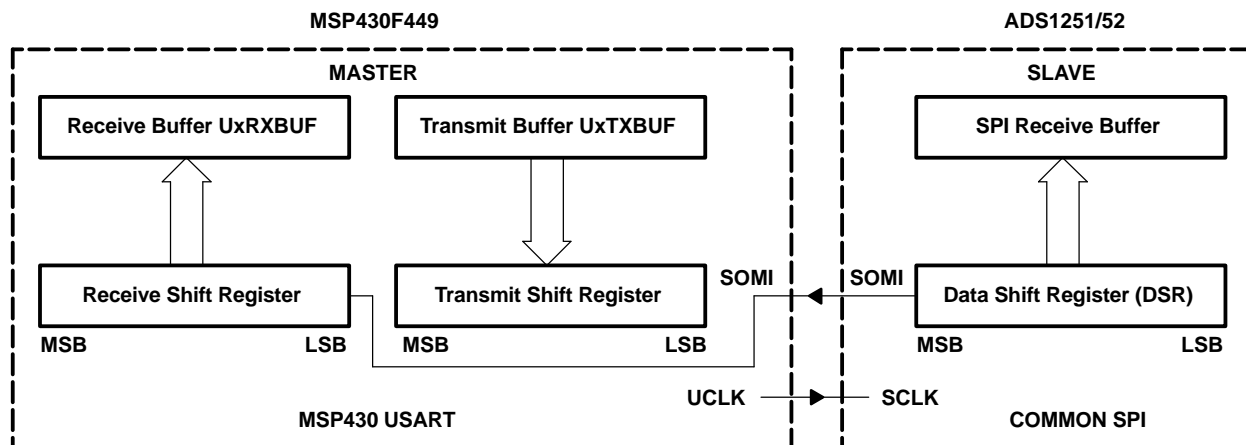 MSP430F449
ADS1251/52
MASTER
SLAVE
Receive Buffer UxRXBUF
Transmit Buffer UxTXBUF
SPI Receive Buffer
Receive Shift Register
Transmit Shift Register
SOMI
SOMI
Data Shift Register (DSR)
MSB
LSB
MSB
LSB
MSB
LSB
UCLK
SCLK
MSP430 USART
COMMON SPI